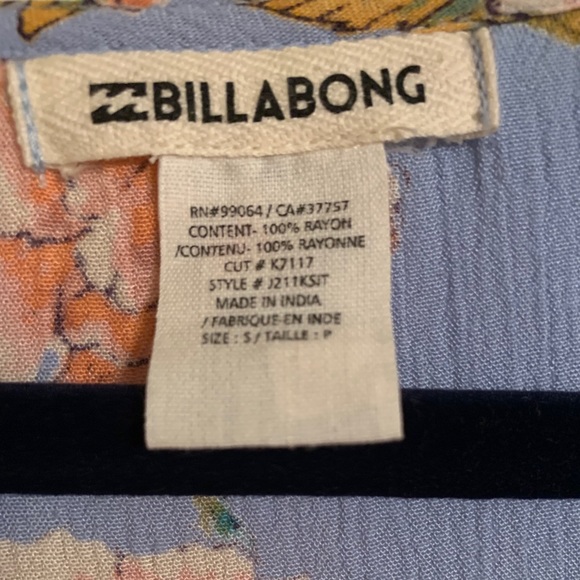 BILLABONG
RN#99064 / CA#37757
CONTENT- 100% RAYON
/CONTENU- 100% RAYONNE
CUT # K7117
STYLE # J211KSIT
MADE IN INDIA
/ FABRIQUE EN INDE
SIZE : S / TAILLE : P